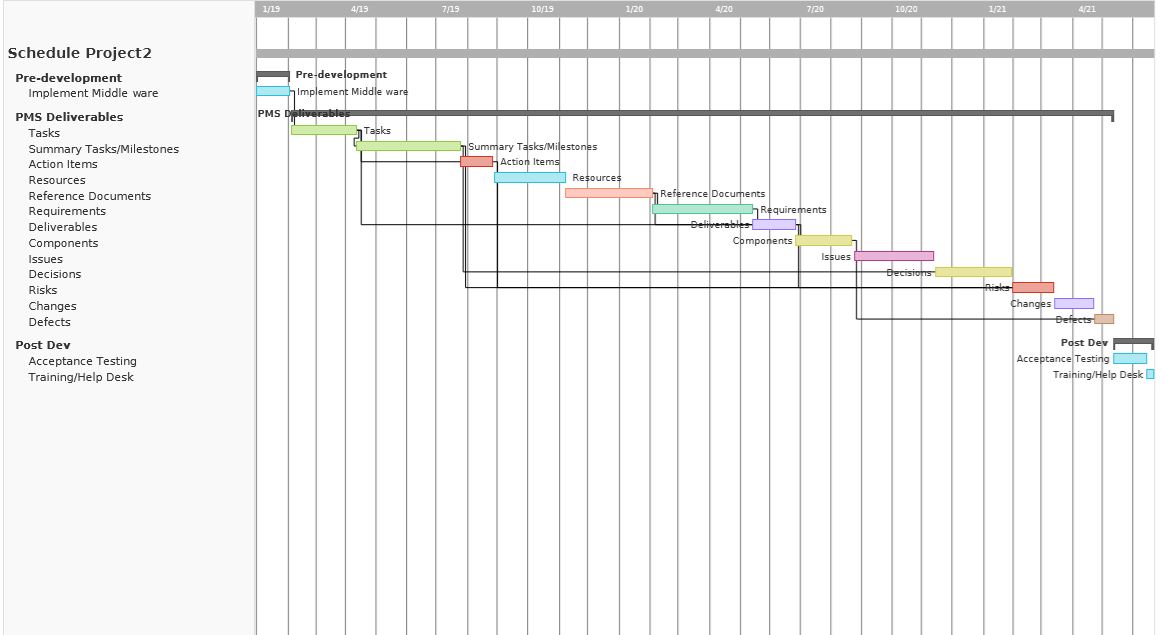 1/19 4/19 7/19 10/19 1/20 4/20 7/20 10/20 1/21 4/21
Schedule Project2
Pre-development Pre-development
Implement Middle ware Implement Middle ware
PMS Deliverables PMS Deliverables
Tasks Tasks
Summary Tasks/Milestones Summary Tasks/Milestones
Action Items Action Items
Resources Resources
Reference Documents Reference Documents
Requirements Requirements
Deliverables Deliverables
Components Components
Issues Issues
Decisions Decisions
Risks Risks
Changes Changes
Defects Defects
Post Dev Post Dev
Acceptance Testing Acceptance Testing
Training/Help Desk Training/Help Desk